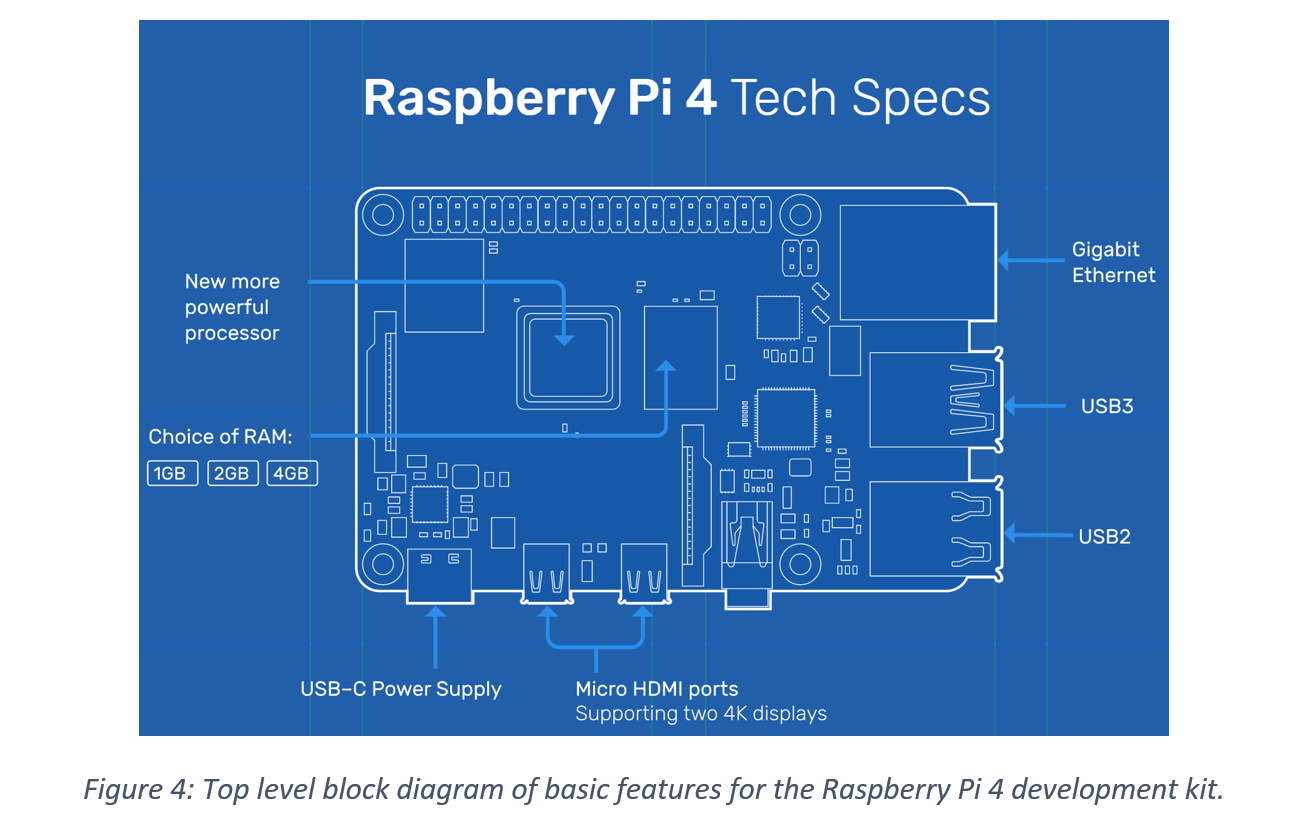 Raspberry Pi 4 Tech Specs
New more
powerful
processor
Choice of RAM:
1GB 2GB 4GB
Gigabit
Ethernet
USB3
USB2
USB-C Power Supply
Micro HDMI ports
Supporting two 4K displays
Figure 4: Top level block diagram of basic features for the Raspberry Pi 4 development kit.